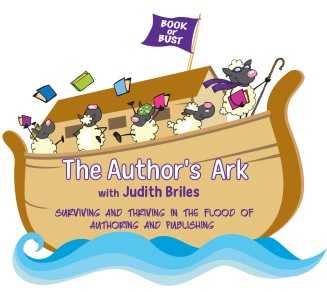 BOOK
or
BUST
The Author's Ark
with Judith Briles
SURVIVING AND THRIVING IN THE FLOOD OF
AUTHORING AND PUBLISHING